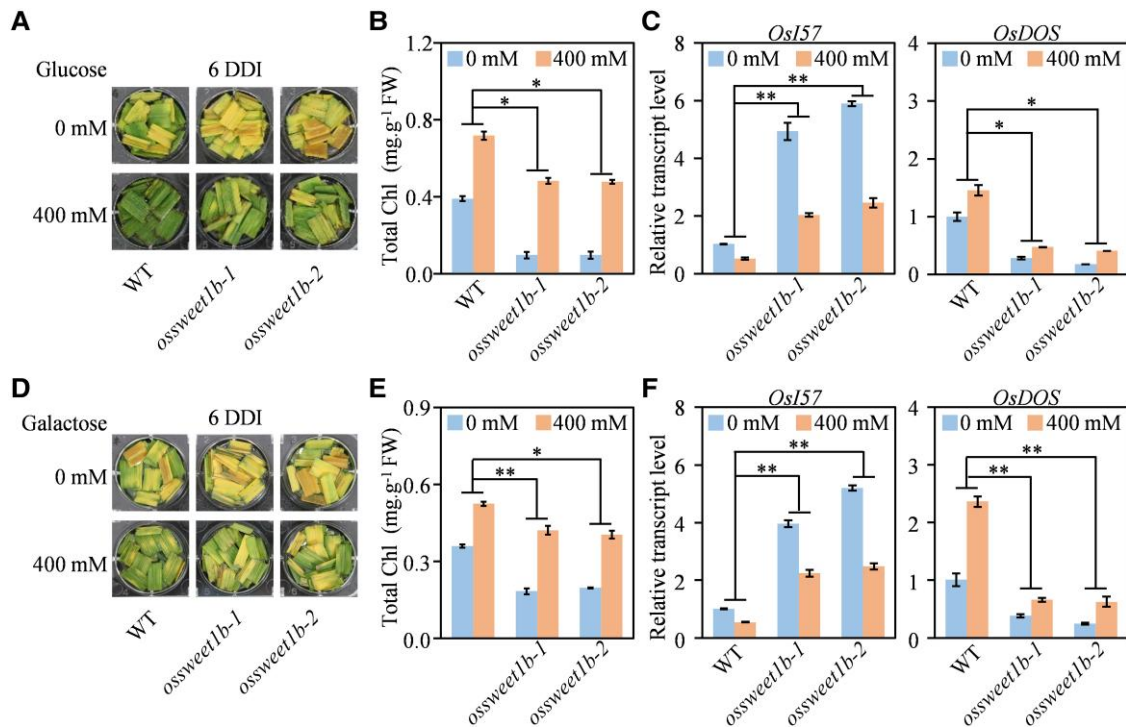 A
Glucose
6 DDI
0 mM
400 mM
WT
ossweet1b-1
ossweet1b-2
B
Total Chl (mg.g⁻¹ FW)
1.2
0.8
0.4
0.0
0 mM 400 mM
*
*
WT
ossweet1b-1
ossweet1b-2
C
Relative transcript level
OsI57
8
6
4
2
0
0 mM 400 mM
**
**
WT
ossweet1b-1
ossweet1b-2
OsDOS
4
3
2
1
0
0 mM 400 mM
*
*
WT
ossweet1b-1
ossweet1b-2
D
Galactose
6 DDI
0 mM
400 mM
WT
ossweet1b-1
ossweet1b-2
E
Total Chl (mg.g⁻¹ FW)
0.9
0.6
0.3
0.0
0 mM 400 mM
*
**
ossweet1b-1
ossweet1b-2
F
Relative transcript level
OsI57
8
6
4
2
0
0 mM 400 mM
**
**
WT
ossweet1b-1
ossweet1b-2
OsDOS
4
3
2
1
0
0 mM 400 mM
**
**
WT
ossweet1b-1
ossweet1b-2